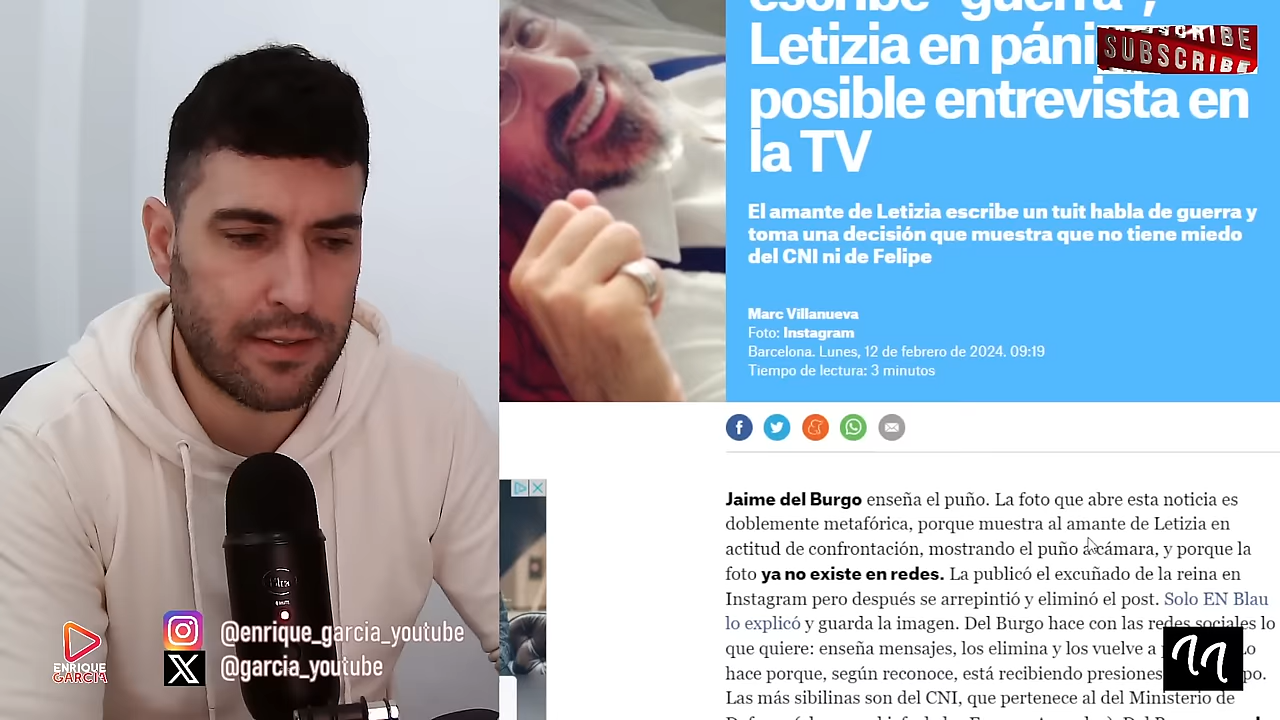 escribe "guerra",
Letizia en
posible entrevista en
la TV
SUBSCRIBE
SUBSCRIBE
El amante de Letizia escribe un tuit habla de guerra y
toma una decisión que muestra que no tiene miedo
del CNI ni de Felipe
Marc Villanueva
Foto: Instagram
Barcelona. Lunes, 12 de febrero de 2024. 09:19
Tiempo de lectura: 3 minutos
Jaime del Burgo enseña el puño. La foto que abre esta noticia es
doblemente metafórica, porque muestra al amante de Letizia en
actitud de confrontación, mostrando el puño a cámara, y porque la
foto ya no existe en redes. La publicó el excuñado de la reina en
Instagram pero después se arrepintió y eliminó el post. Solo EN Blau
lo explicó y guarda la imagen. Del Burgo hace con las redes sociales lo
que quiere: enseña mensajes, los elimina y los vuelve a
hace porque, según reconoce, está recibiendo presiones
Las más sibilinas son del CNI, que pertenece al del Ministerio de
blue
ENRIQUE
GARCIA
@enrique_garcia_youtube
@garcia_youtube